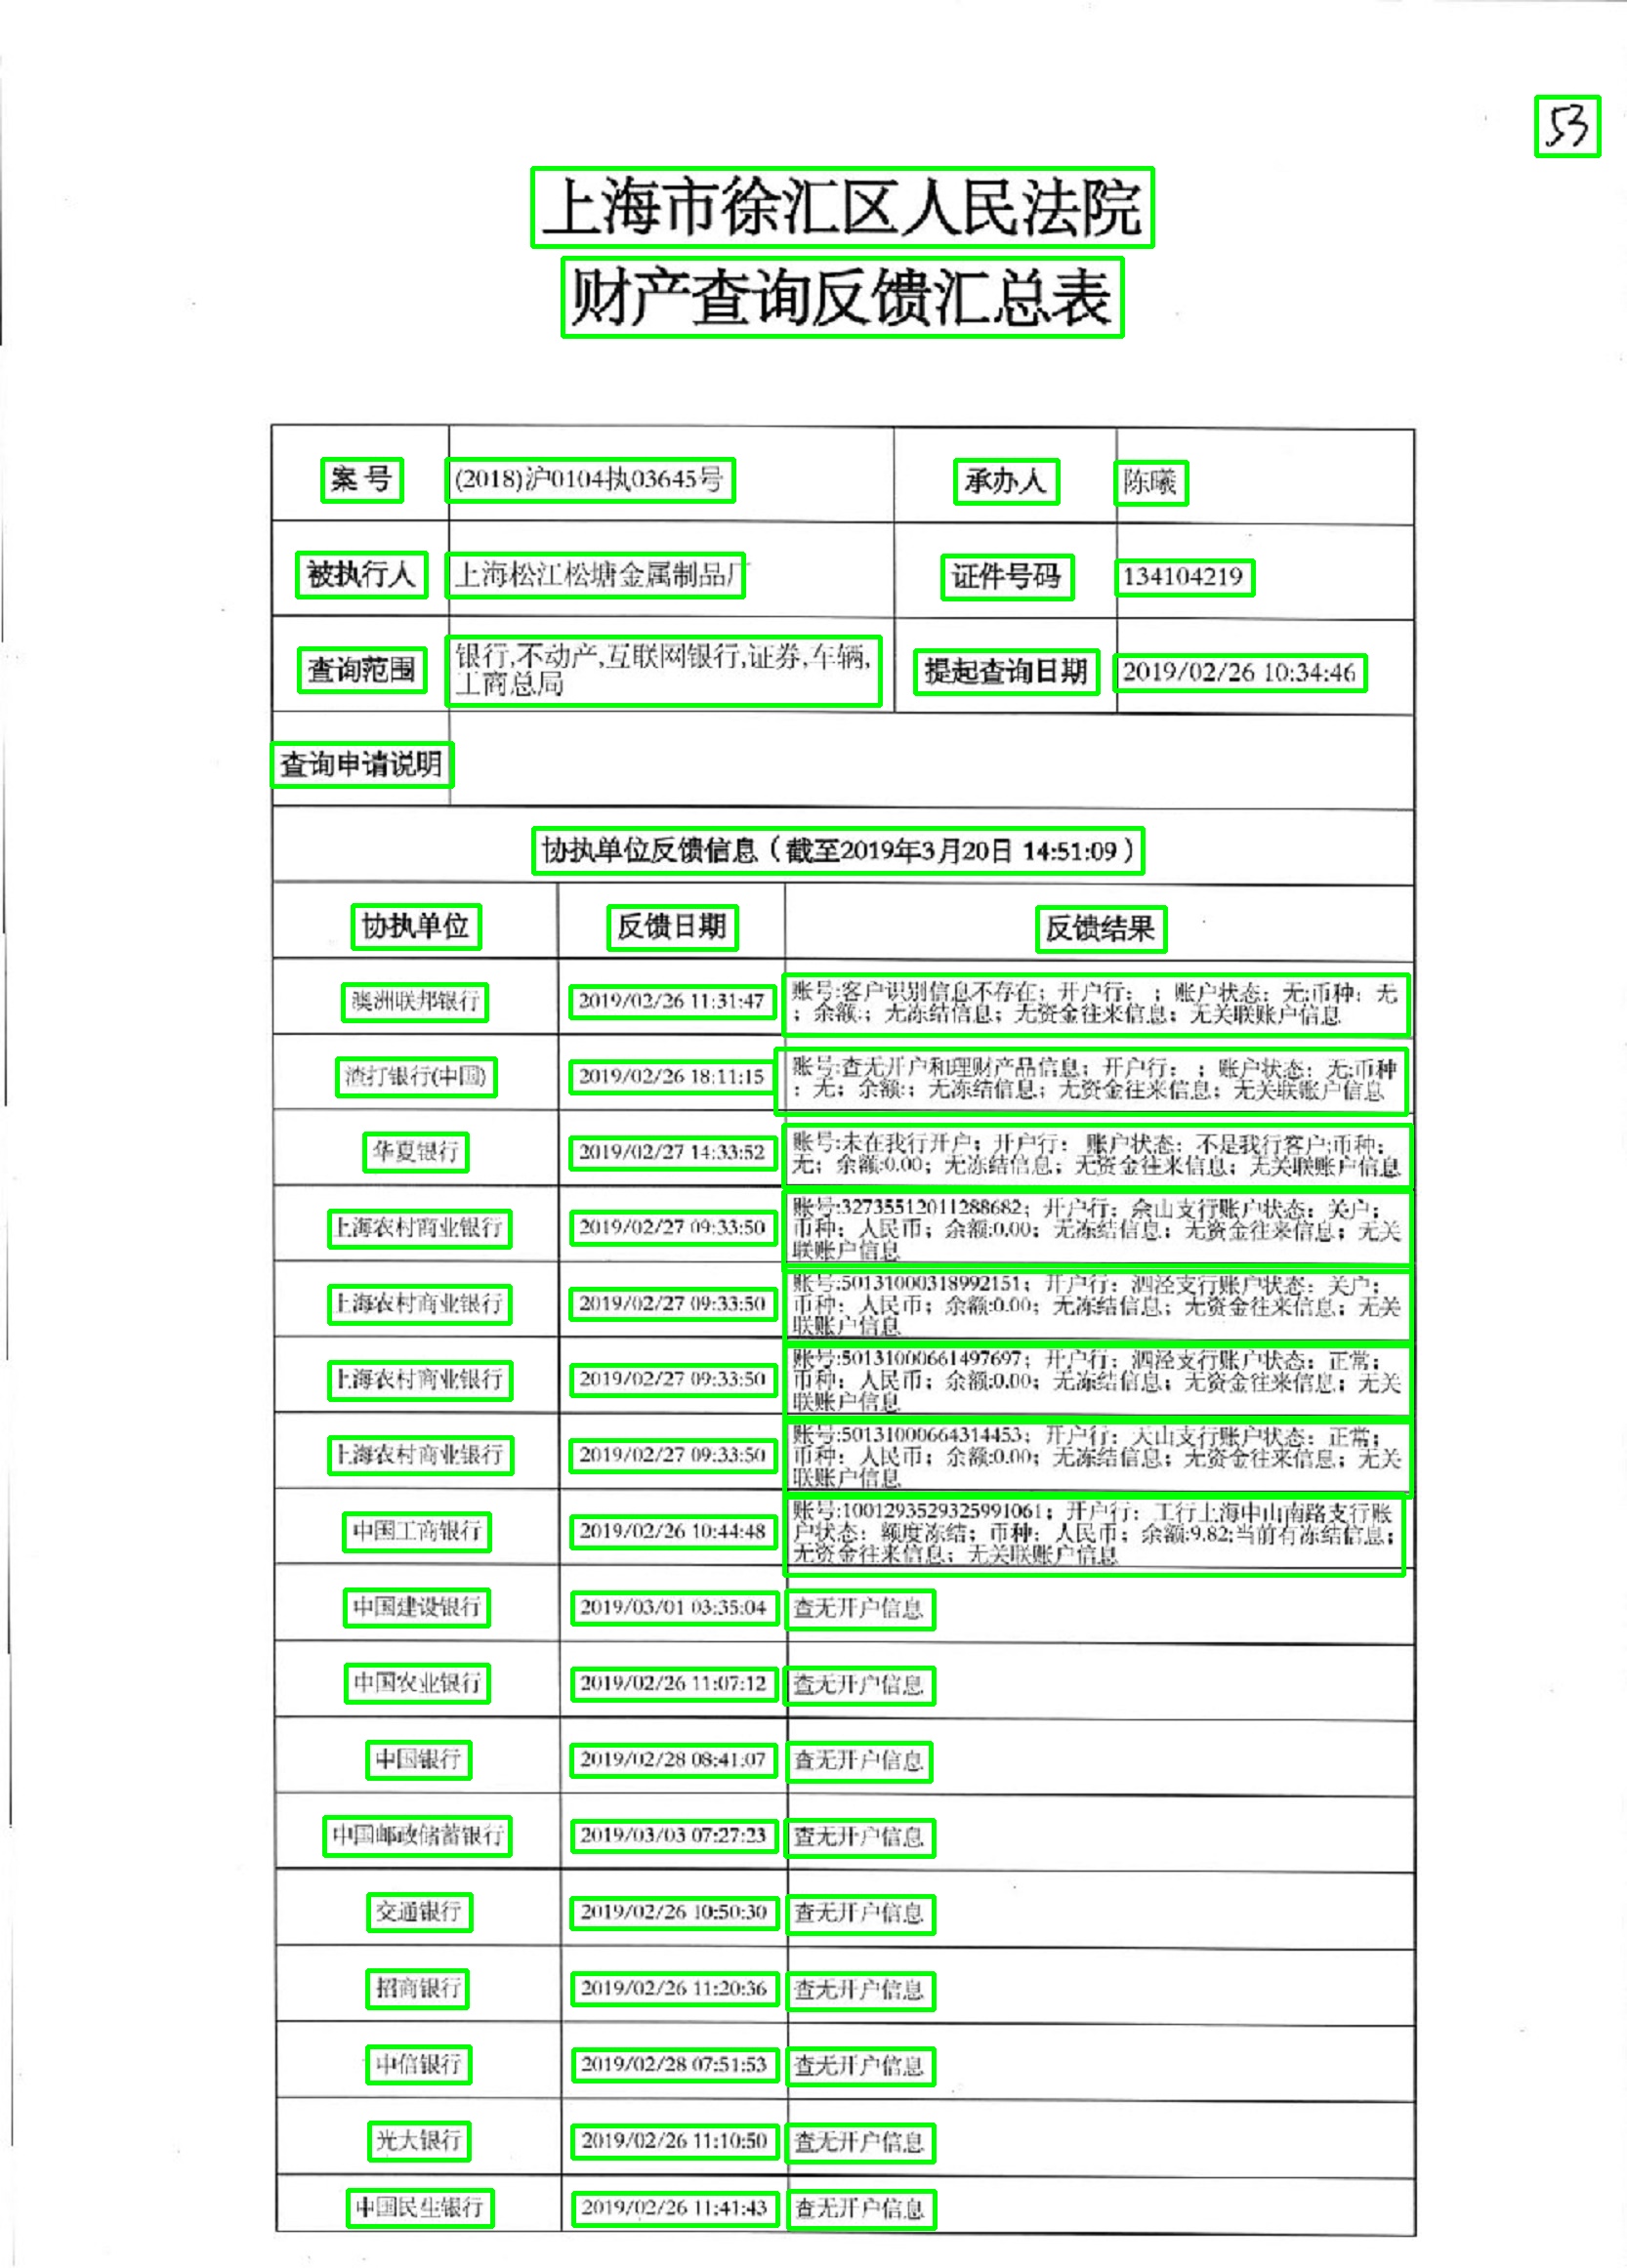 53
上海市徐汇区人民法院
财产查询反馈汇总表
案 号
(2018)沪0104执03645号
承办人
陈曦
被执行人
上海松江松塘金属制品厂
证件号码
134104219
查询范围
银行,不动产,互联网银行,证券,车辆,
工商总局
提起查询日期
2019/02/26 10:34:46
查询申请说明
协执单位反馈信息（截至2019年3月20日 14:51:09）
协执单位
反馈日期
反馈结果
澳洲联邦银行
2019/02/26 11:31:47
账号:客户识别信息不存在；开户行：；账户状态：无;币种：无
；余额:；无冻结信息；无资金往来信息；无关联账户信息
渣打银行(中国)
2019/02/26 18:11:15
账号:查无开户和理财产品信息；开户行：；账户状态：无;币种
：无；余额:；无冻结信息；无资金往来信息；无关联账户信息
华夏银行
2019/02/27 14:33:52
账号:未在我行开户；开户行： 账户状态：不是我行客户;币种：
无；余额:0.00；无冻结信息；无资金往来信息；无关联账户信息
上海农村商业银行
2019/02/27 09:33:50
账号:32735512011288682；开户行：佘山支行账户状态：关户；
币种：人民币；余额:0.00；无冻结信息；无资金往来信息；无关
联账户信息
上海农村商业银行
2019/02/27 09:33:50
账号:50131000318992151；开户行：泗泾支行账户状态：关户；
币种：人民币；余额:0.00；无冻结信息；无资金往来信息；无关
联账户信息
上海农村商业银行
2019/02/27 09:33:50
账号:50131000661497697；开户行：泗泾支行账户状态：正常；
币种：人民币；余额:0.00；无冻结信息；无资金往来信息；无关
联账户信息
上海农村商业银行
2019/02/27 09:33:50
账号:50131000664314453；开户行：天山支行账户状态：正常；
币种：人民币；余额:0.00；无冻结信息；无资金往来信息；无关
联账户信息
中国工商银行
2019/02/26 10:44:48
账号:1001293529325991061；开户行：工行上海中山南路支行账
户状态：额度冻结；币种：人民币；余额:9.82;当前有冻结信息；
无资金往来信息；无关联账户信息
中国建设银行
2019/03/01 03:35:04
查无开户信息
中国农业银行
2019/02/26 11:07:12
查无开户信息
中国银行
2019/02/28 08:41:07
查无开户信息
中国邮政储蓄银行
2019/03/03 07:27:23
查无开户信息
交通银行
2019/02/26 10:50:30
查无开户信息
招商银行
2019/02/26 11:20:36
查无开户信息
中信银行
2019/02/28 07:51:53
查无开户信息
光大银行
2019/02/26 11:10:50
查无开户信息
中国民生银行
2019/02/26 11:41:43
查无开户信息